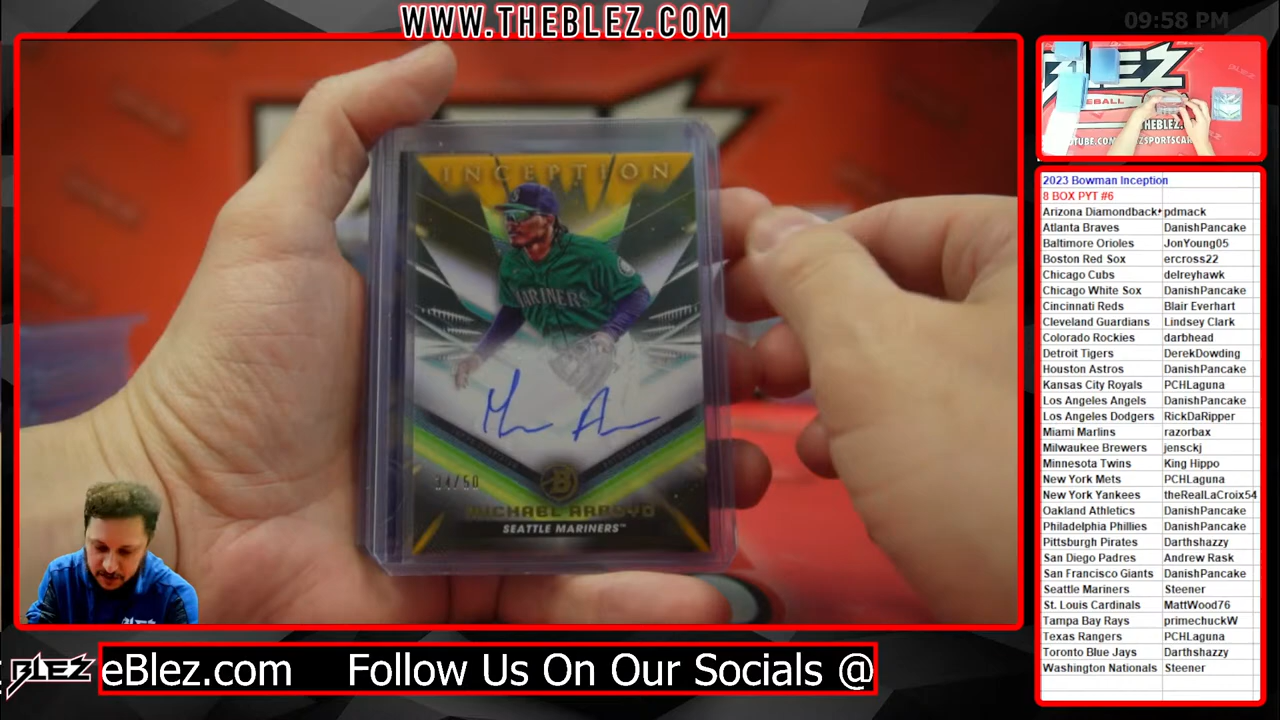 WWW.THEBLEZ.COM
09:58 PM
INCEPTION
MARINERS
34/50
MICHAEL ARROYO
SEATTLE MARINERS™
EBALL
THEBLEZ.
2023 Bowman Inception
8 BOX PYT #6
Arizona Diamondback pdmack
Atlanta Braves DanishPancake
Baltimore Orioles JonYoung05
Boston Red Sox ercross22
Chicago Cubs delreyhawk
Chicago White Sox DanishPancake
Cincinnati Reds Blair Everhart
Cleveland Guardians Lindsey Clark
Colorado Rockies darbhead
Detroit Tigers DerekDowding
Houston Astros DanishPancake
Kansas City Royals PCHLaguna
Los Angeles Angels DanishPancake
Los Angeles Dodgers RickDaRipper
Miami Marlins razorbax
Milwaukee Brewers jensckj
Minnesota Twins King Hippo
New York Mets PCHLaguna
New York Yankees theRealLaCroix54
Oakland Athletics DanishPancake
Philadelphia Phillies DanishPancake
Pittsburgh Pirates Darthshazzy
San Diego Padres Andrew Rask
San Francisco Giants DanishPancake
Seattle Mariners Steener
St. Louis Cardinals MattWood76
Tampa Bay Rays primechuckW
Texas Rangers PCHLaguna
Toronto Blue Jays Darthshazzy
Washington Nationals Steener
BLEZ
eBlez.com Follow Us On Our Socials @